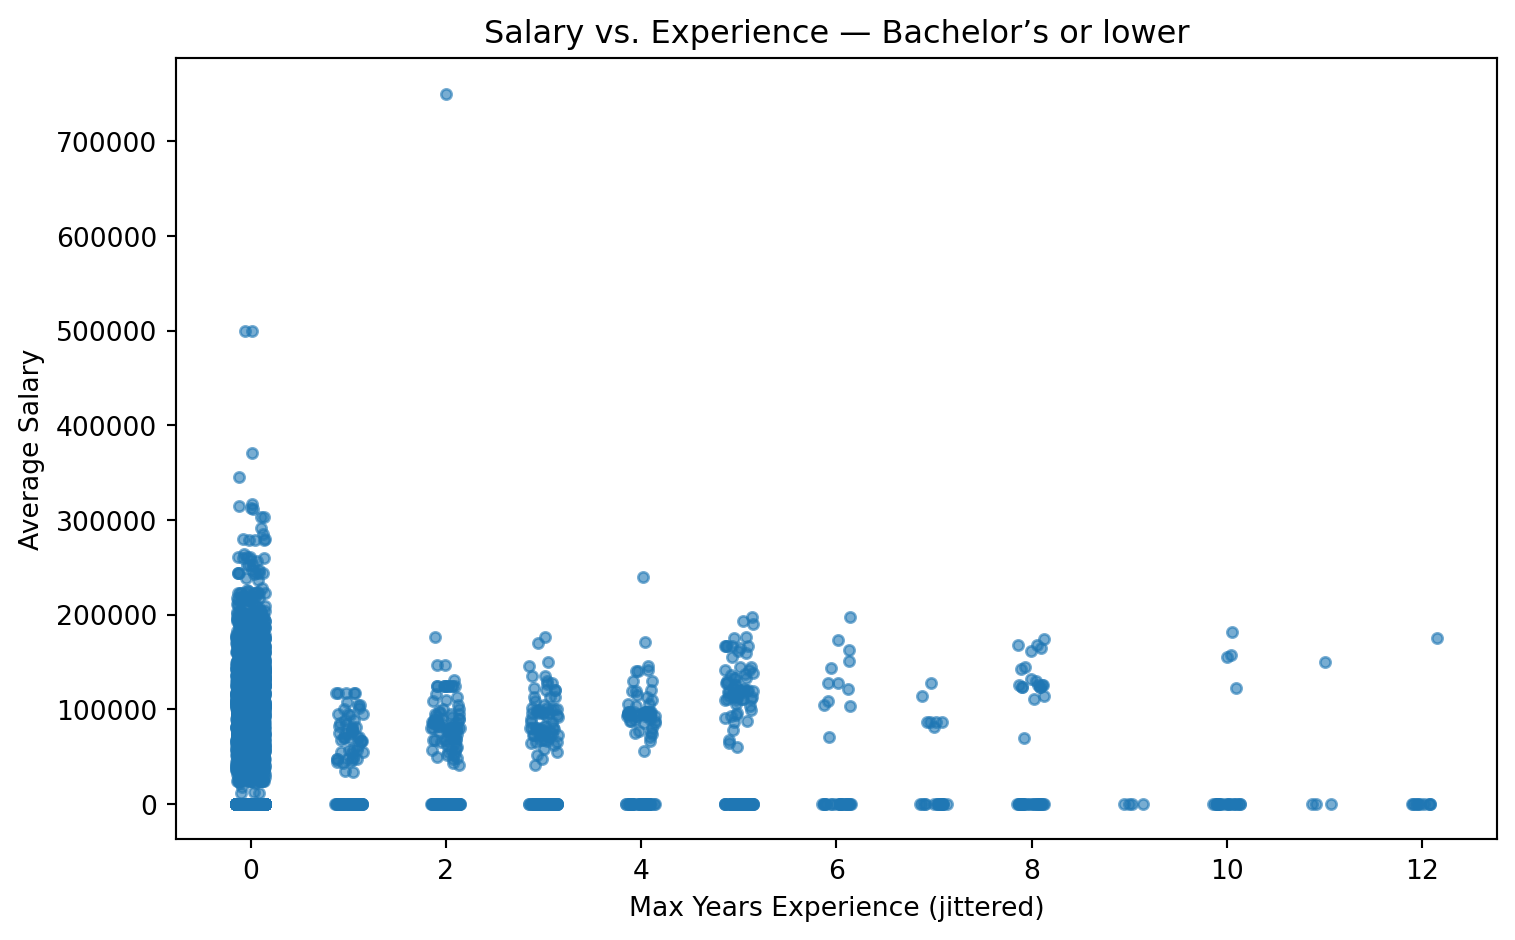 Salary vs. Experience — Bachelor’s or lower
Average Salary
700000
600000
500000
400000
300000
200000
100000
0
0 2 4 6 8 10 12
Max Years Experience (jittered)